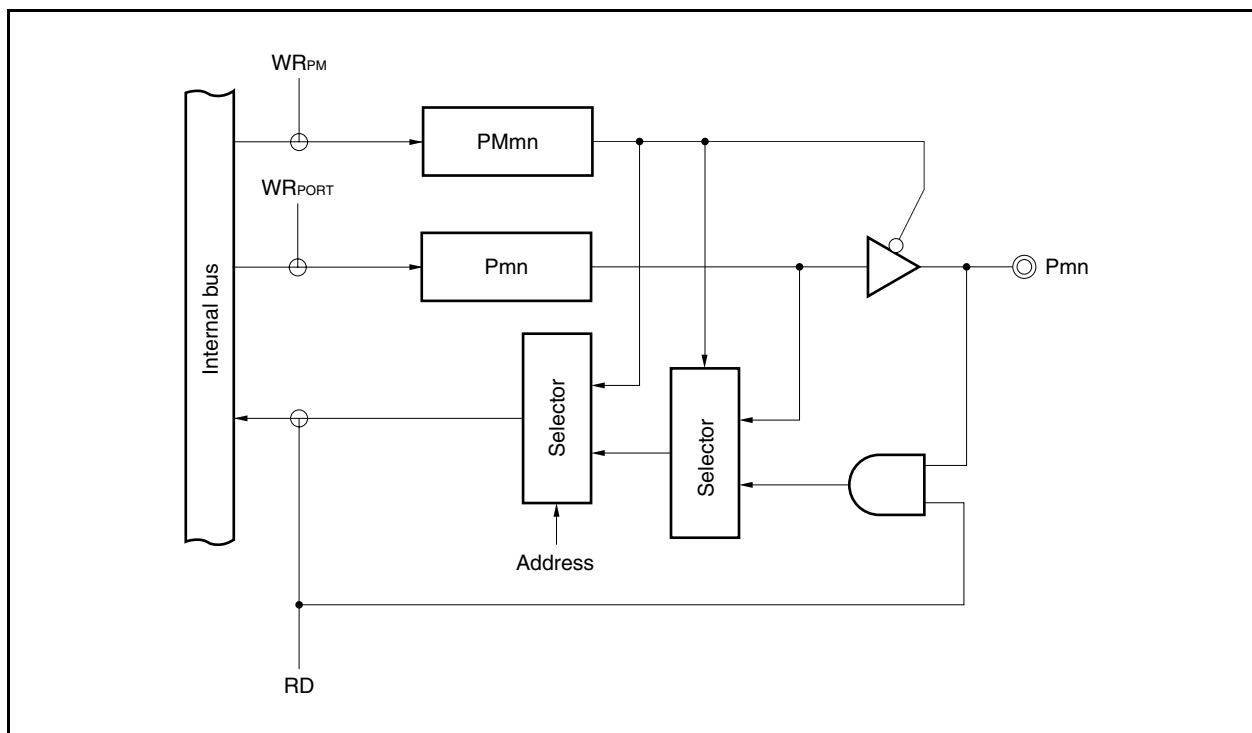 WRPM
PMmn
WRPORT
Pmn
Pmn
Internal bus
Selector
Selector
Address
RD